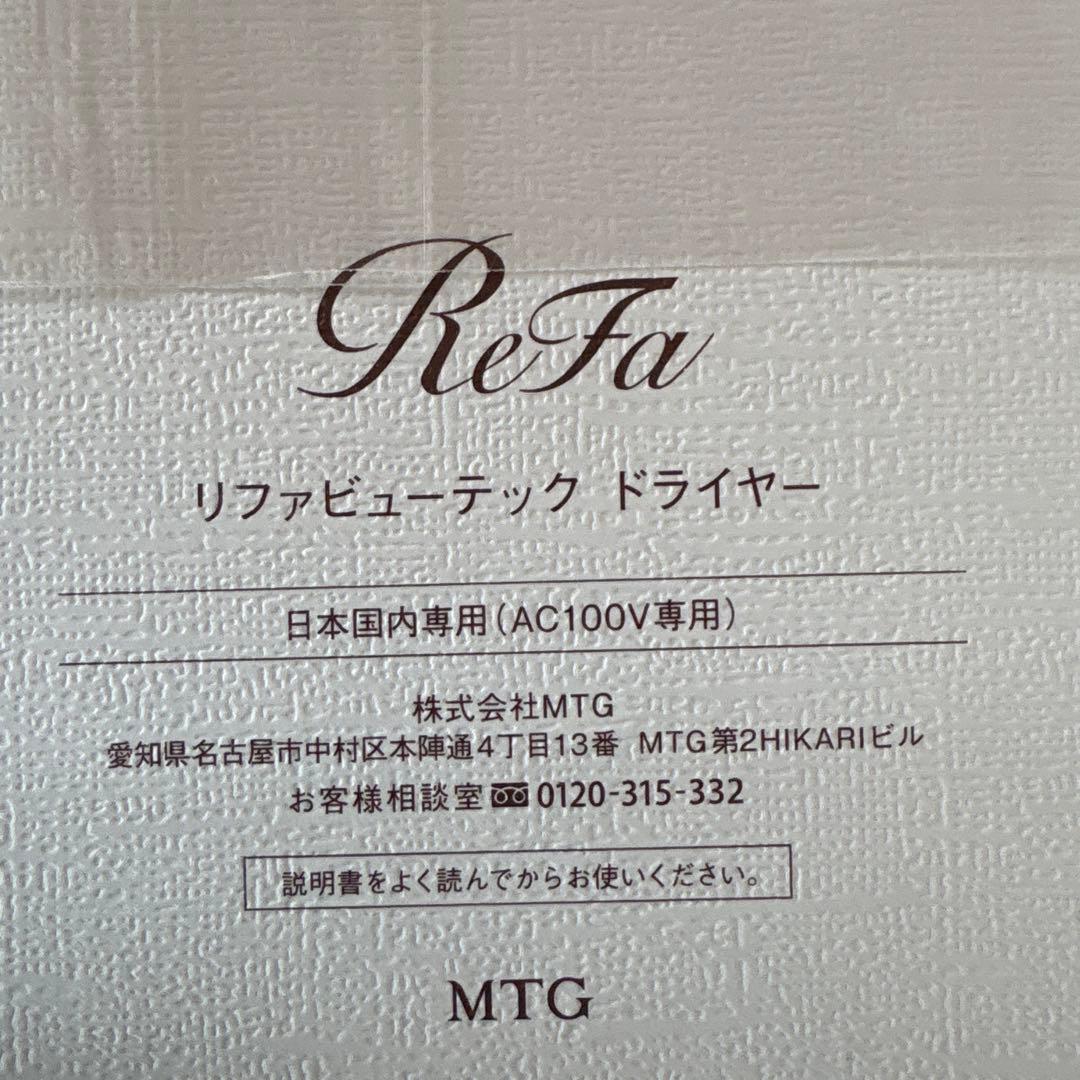 ReFa
リファビューテック ドライヤー
日本国内専用（AC100V専用）
株式会社MTG
愛知県名古屋市中村区本陣通4丁目13番 MTG第2HIKARIビル
お客様相談室 0120-315-332
説明書をよく読んでからお使いください。
MTG